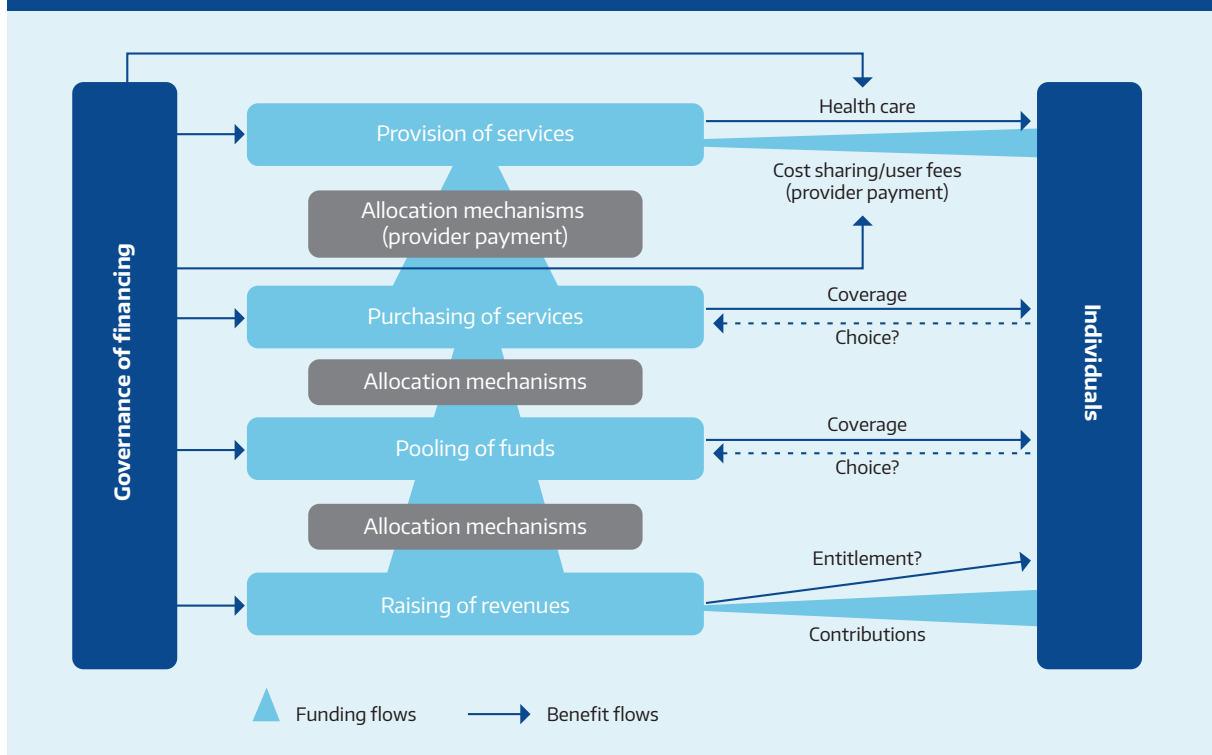 Governance of financing
Provision of services
Allocation mechanisms
(provider payment)
Purchasing of services
Allocation mechanisms
Pooling of funds
Allocation mechanisms
Raising of revenues
Health care
Cost sharing/user fees
(provider payment)
Coverage
Choice?
Coverage
Choice?
Entitlement?
Contributions
Individuals
Funding flows
Benefit flows